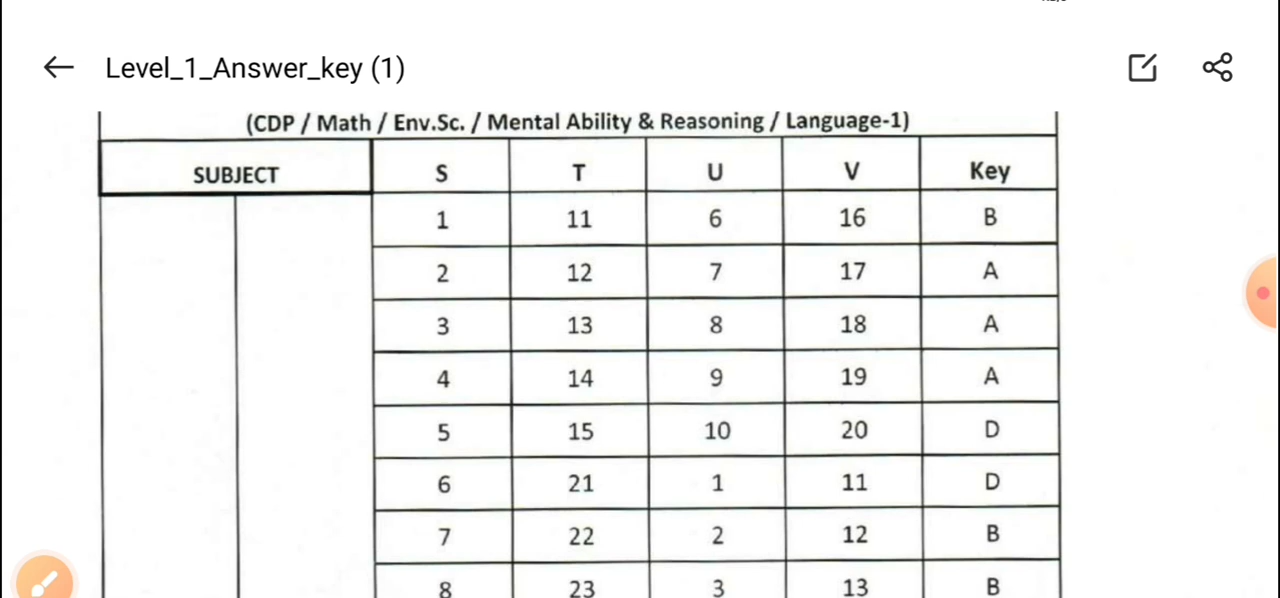 Level_1_Answer_key (1)
(CDP / Math / Env.Sc. / Mental Ability & Reasoning / Language-1)
SUBJECT S T U V Key
1 11 6 16 B
2 12 7 17 A
3 13 8 18 A
4 14 9 19 A
5 15 10 20 D
6 21 1 11 D
7 22 2 12 B
8 23 3 13 B